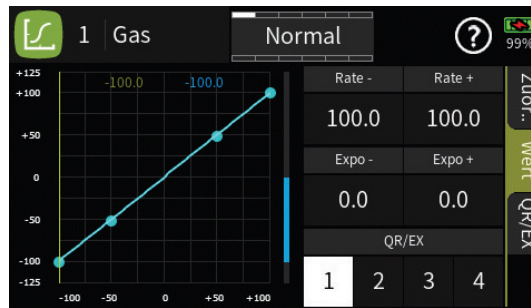 1 Gas Normal ? 99%
+125
+100
+50
0
-50
-100
-125
-100.0 -100.0
-100 -50 0 +50 +100
Rate - Rate +
100.0 100.0
Expo - Expo +
0.0 0.0
QR/EX
1 2 3 4
Zuor..
Wert
QR/EX